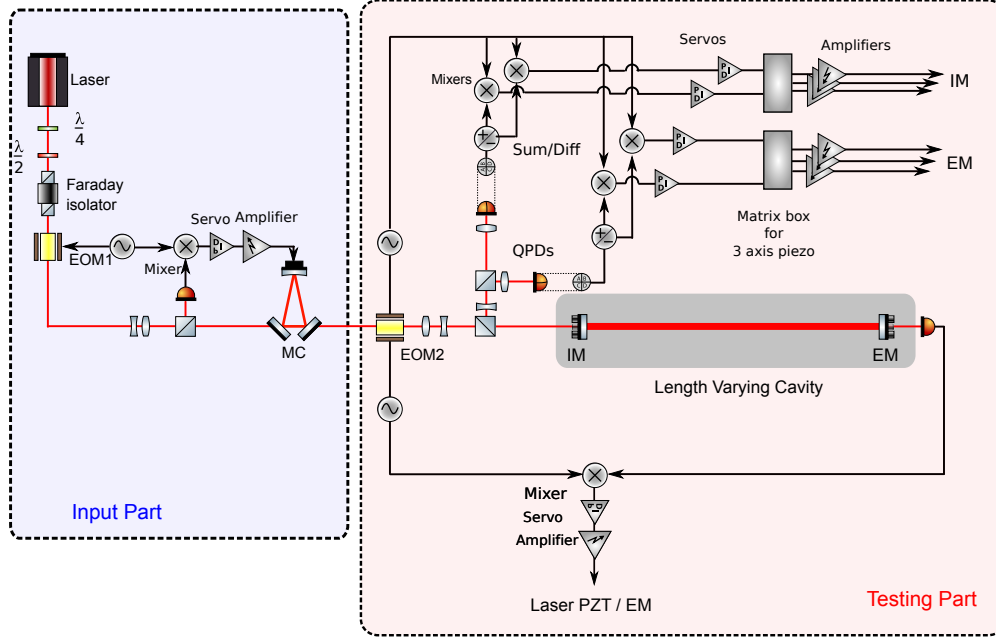 Laser
λ
4
λ
2
Faraday
isolator
EOM1
Servo
Amplifier
Mixer
MC
Input Part
Servos
Amplifiers
Mixers
IM
Sum/Diff
EM
QPDs
Matrix box
for
3 axis piezo
EOM2
IM
EM
Length Varying Cavity
Mixer
Servo
Amplifier
Laser PZT / EM
Testing Part